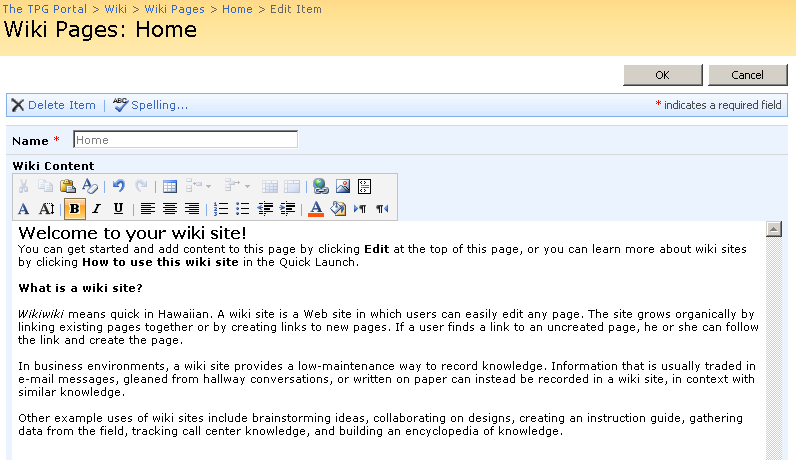 The TPG Portal > Wiki > Wiki Pages > Home > Edit Item
Wiki Pages: Home
OK Cancel
Delete Item | ABC Spelling... * indicates a required field
Name * Home
Wiki Content
A A B I U A
Welcome to your wiki site!
You can get started and add content to this page by clicking Edit at the top of this page, or you can learn more about wiki sites
by clicking How to use this wiki site in the Quick Launch.
What is a wiki site?
Wikiwiki means quick in Hawaiian. A wiki site is a Web site in which users can easily edit any page. The site grows organically by
linking existing pages together or by creating links to new pages. If a user finds a link to an uncreated page, he or she can follow
the link and create the page.
In business environments, a wiki site provides a low-maintenance way to record knowledge. Information that is usually traded in
e-mail messages, gleaned from hallway conversations, or written on paper can instead be recorded in a wiki site, in context with
similar knowledge.
Other example uses of wiki sites include brainstorming ideas, collaborating on designs, creating an instruction guide, gathering
data from the field, tracking call center knowledge, and building an encyclopedia of knowledge.